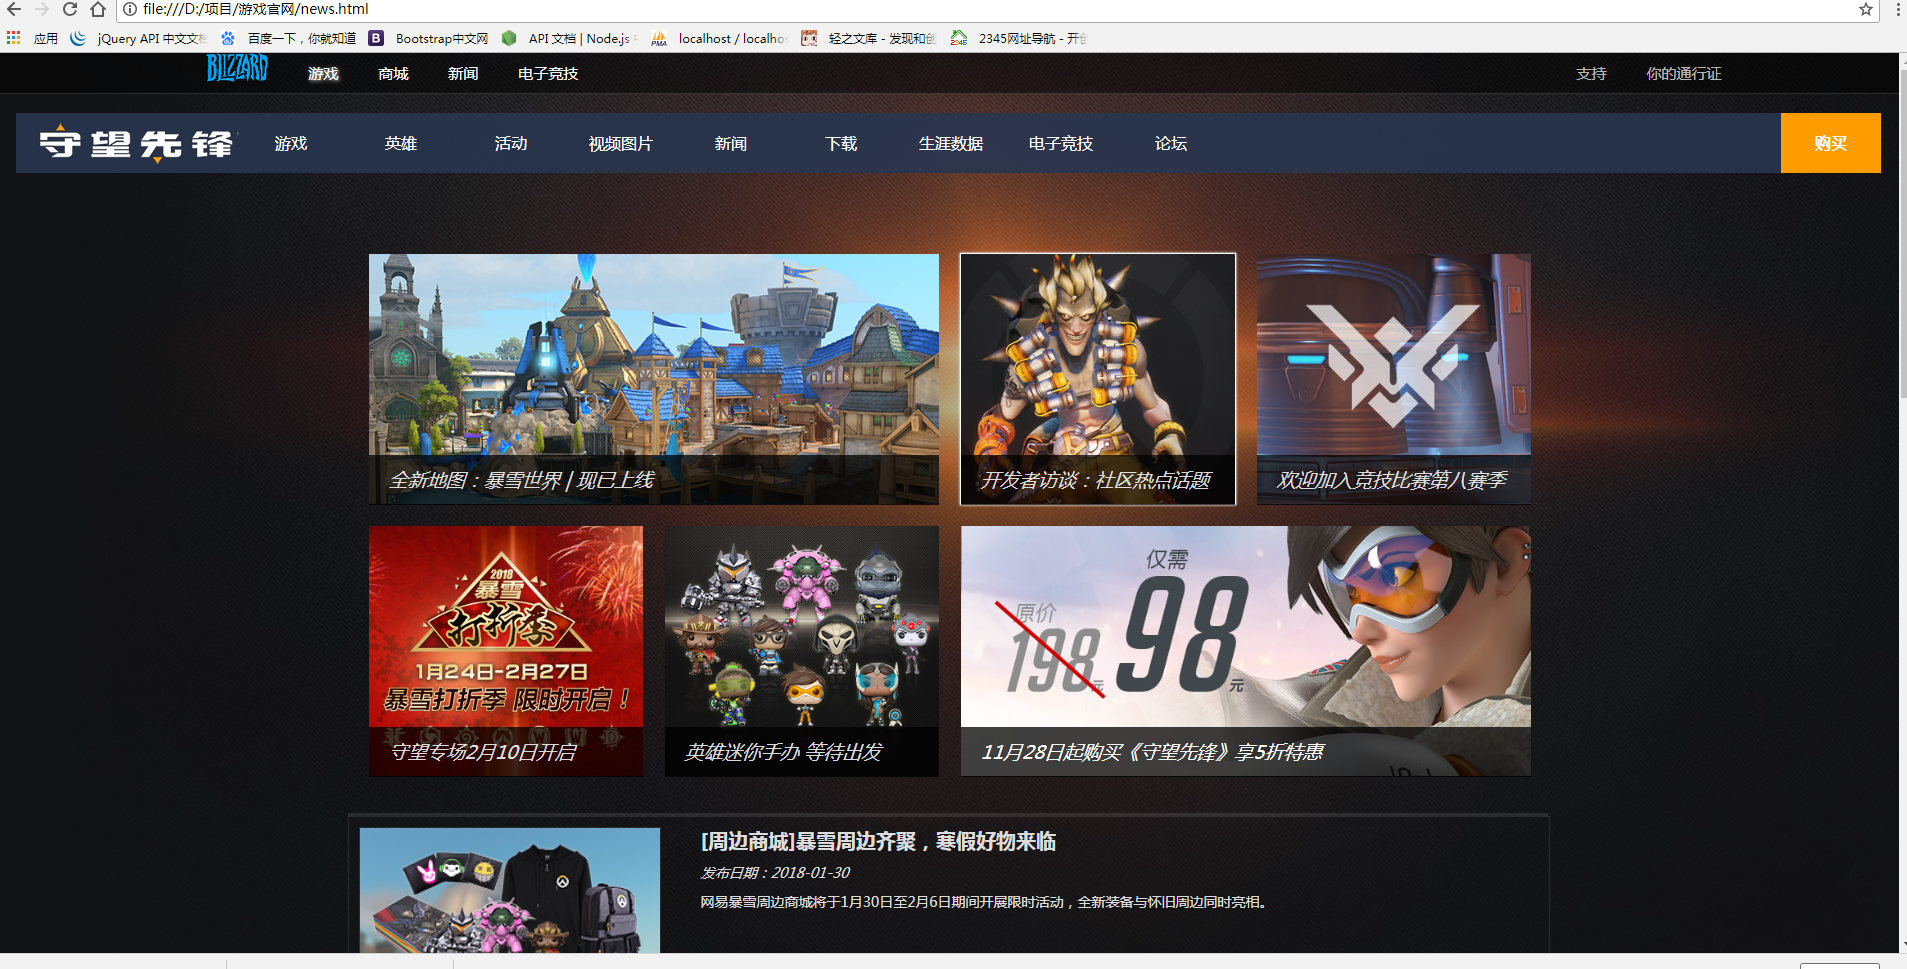 file:///D:/项目/游戏官网/news.html
应用 jQuery API 中文文档 百度一下，你就知道 B Bootstrap中文网 API 文档 | Node.js PMA localhost / localho 轻之文库 - 发现和创 2345 2345网址导航 - 开创
BLIZZARD 游戏 商城 新闻 电子竞技 支持 你的通行证
守望先锋 游戏 英雄 活动 视频图片 新闻 下载 生涯数据 电子竞技 论坛 购买
全新地图：暴雪世界 | 现已上线
开发者访谈：社区热点话题
欢迎加入竞技比赛第八赛季
2018
暴雪
打折季
1月24日-2月27日
暴雪打折季 限时开启！
守望专场2月10日开启
英雄迷你手办 等待出发
仅需
原价
198元
98元
11月28日起购买《守望先锋》享5折特惠
[周边商城]暴雪周边齐聚，寒假好物来临
发布日期：2018-01-30
网易暴雪周边商城将于1月30日至2月6日期间开展限时活动，全新装备与怀旧周边同时亮相。